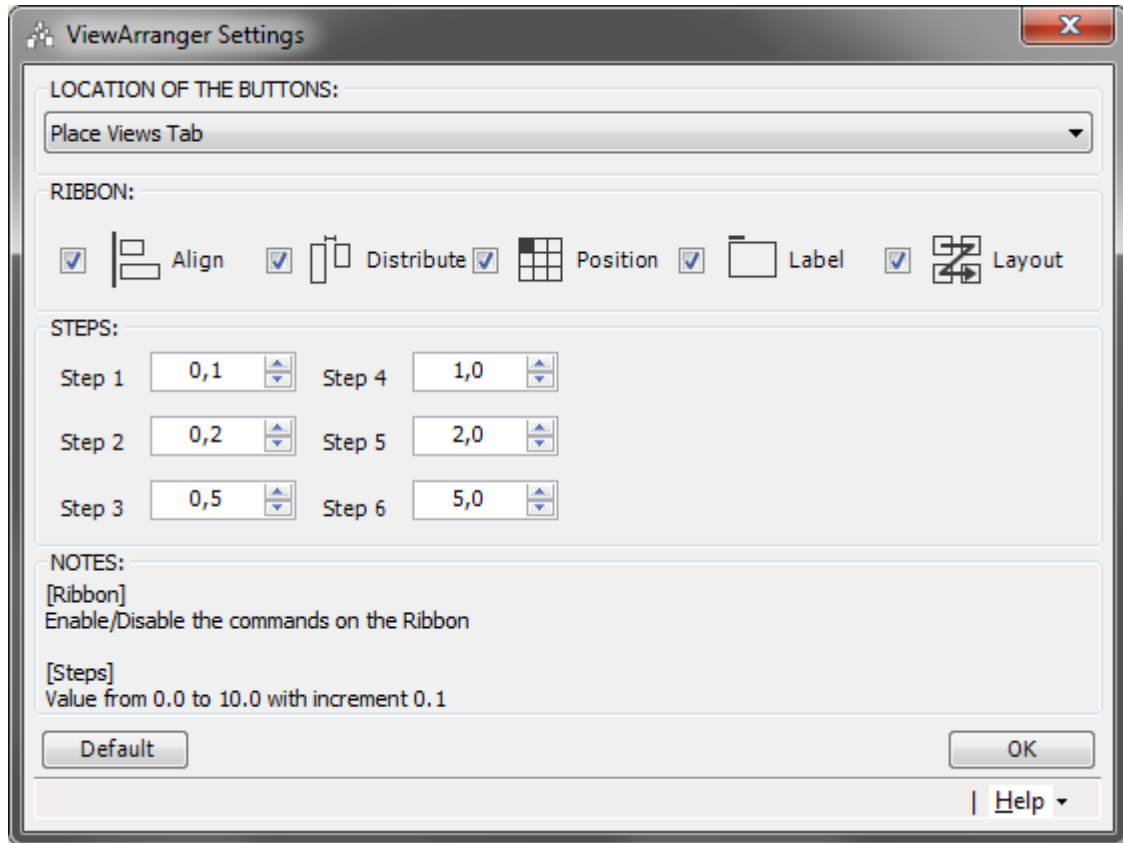 ViewArranger Settings
LOCATION OF THE BUTTONS:
Place Views Tab
RIBBON:
Align Distribute Position Label Layout
STEPS:
Step 1 0,1 Step 4 1,0
Step 2 0,2 Step 5 2,0
Step 3 0,5 Step 6 5,0
NOTES:
[Ribbon]
Enable/Disable the commands on the Ribbon
[Steps]
Value from 0.0 to 10.0 with increment 0.1
Default OK
| Help